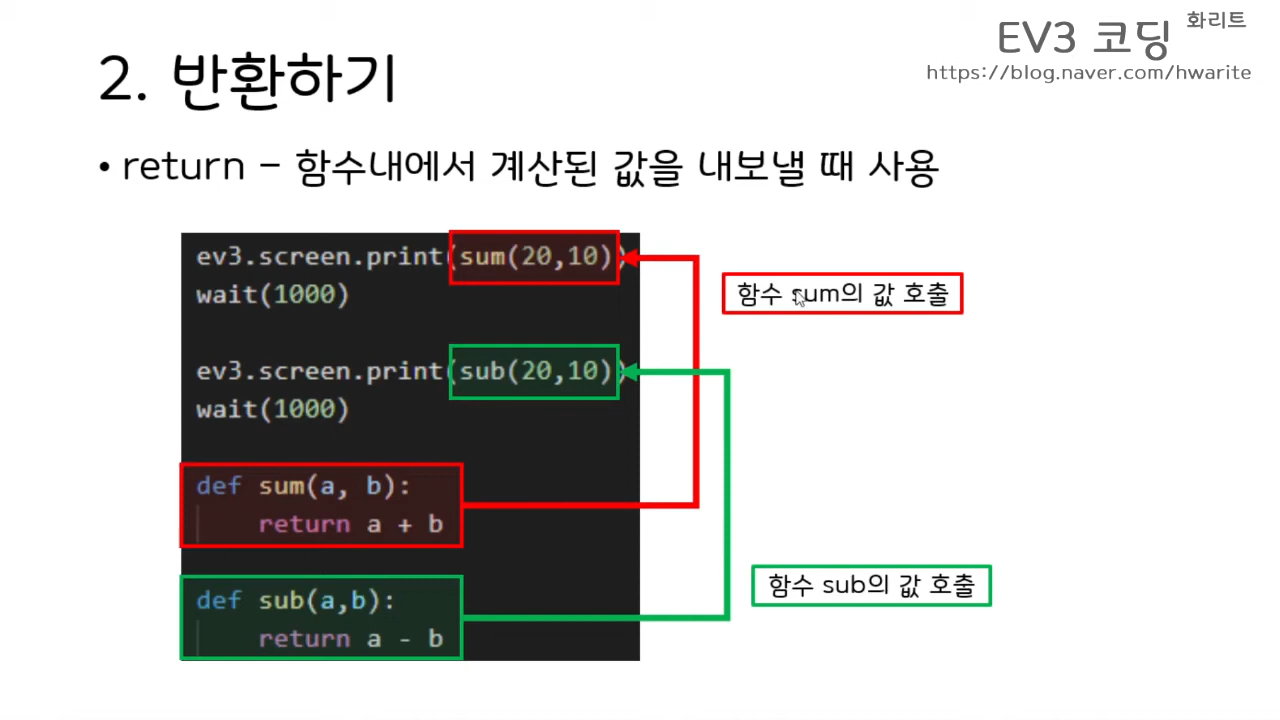 EV3 코딩 화리트
https://blog.naver.com/hwarite
2. 반환하기
• return – 함수내에서 계산된 값을 내보낼 때 사용
ev3.screen.print(sum(20,10))
wait(1000)
함수 sum의 값 호출
ev3.screen.print(sub(20,10))
wait(1000)
def sum(a, b):
return a + b
def sub(a,b):
return a - b
함수 sub의 값 호출